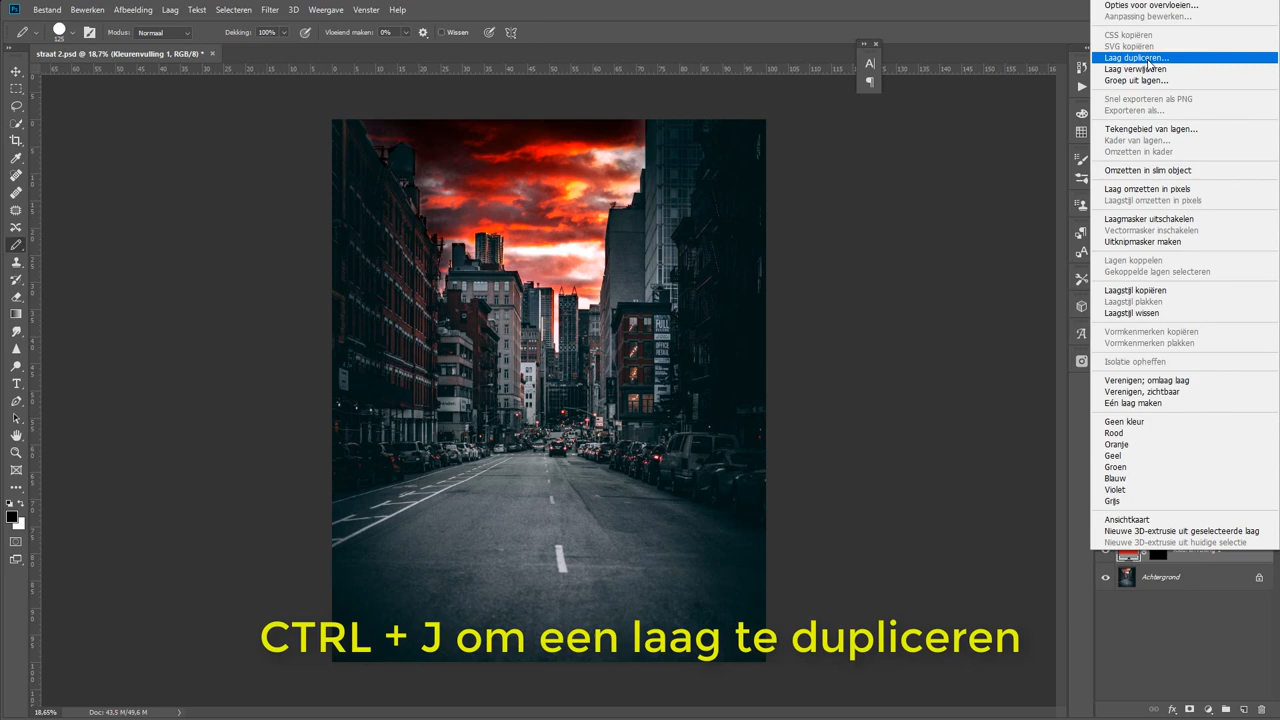 Bestand Bewerken Afbeelding Laag Tekst Selecteren Filter 3D Weergave Venster Help
125 Modus: Normaal Dekking: 100% Vloeiend maken: 0% Wissen
straat 2.psd @ 18,7% (Kleurenvulling 1, RGB/8) *
Opties voor overvloeien...
Aanpassing bewerken...
CSS kopiëren
SVG kopiëren
Laag dupliceren...
Laag verwijderen
Groep uit lagen...
Snel exporteren als PNG
Exporteren als...
Tekengebied van lagen...
Kader van lagen...
Omzetten in kader
Omzetten in slim object
Laag omzetten in pixels
Laagstijl omzetten in pixels
Laagmasker uitschakelen
Vectormasker inschakelen
Uitknipmasker maken
Lagen koppelen
Gekoppelde lagen selecteren
Laagstijl kopiëren
Laagstijl plakken
Laagstijl wissen
Vormkenmerken kopiëren
Vormkenmerken plakken
Isolatie opheffen
Verenigen; omlaag laag
Verenigen, zichtbaar
Eén laag maken
Geen kleur
Rood
Oranje
Geel
Groen
Blauw
Violet
Grijs
Ansichtkaart
Nieuwe 3D-extrusie uit geselecteerde laag
Nieuwe 3D-extrusie uit huidige selectie
Achtergrond
CTRL + J om een laag te dupliceren
18,65% Doc: 43,5 M/49,6 M